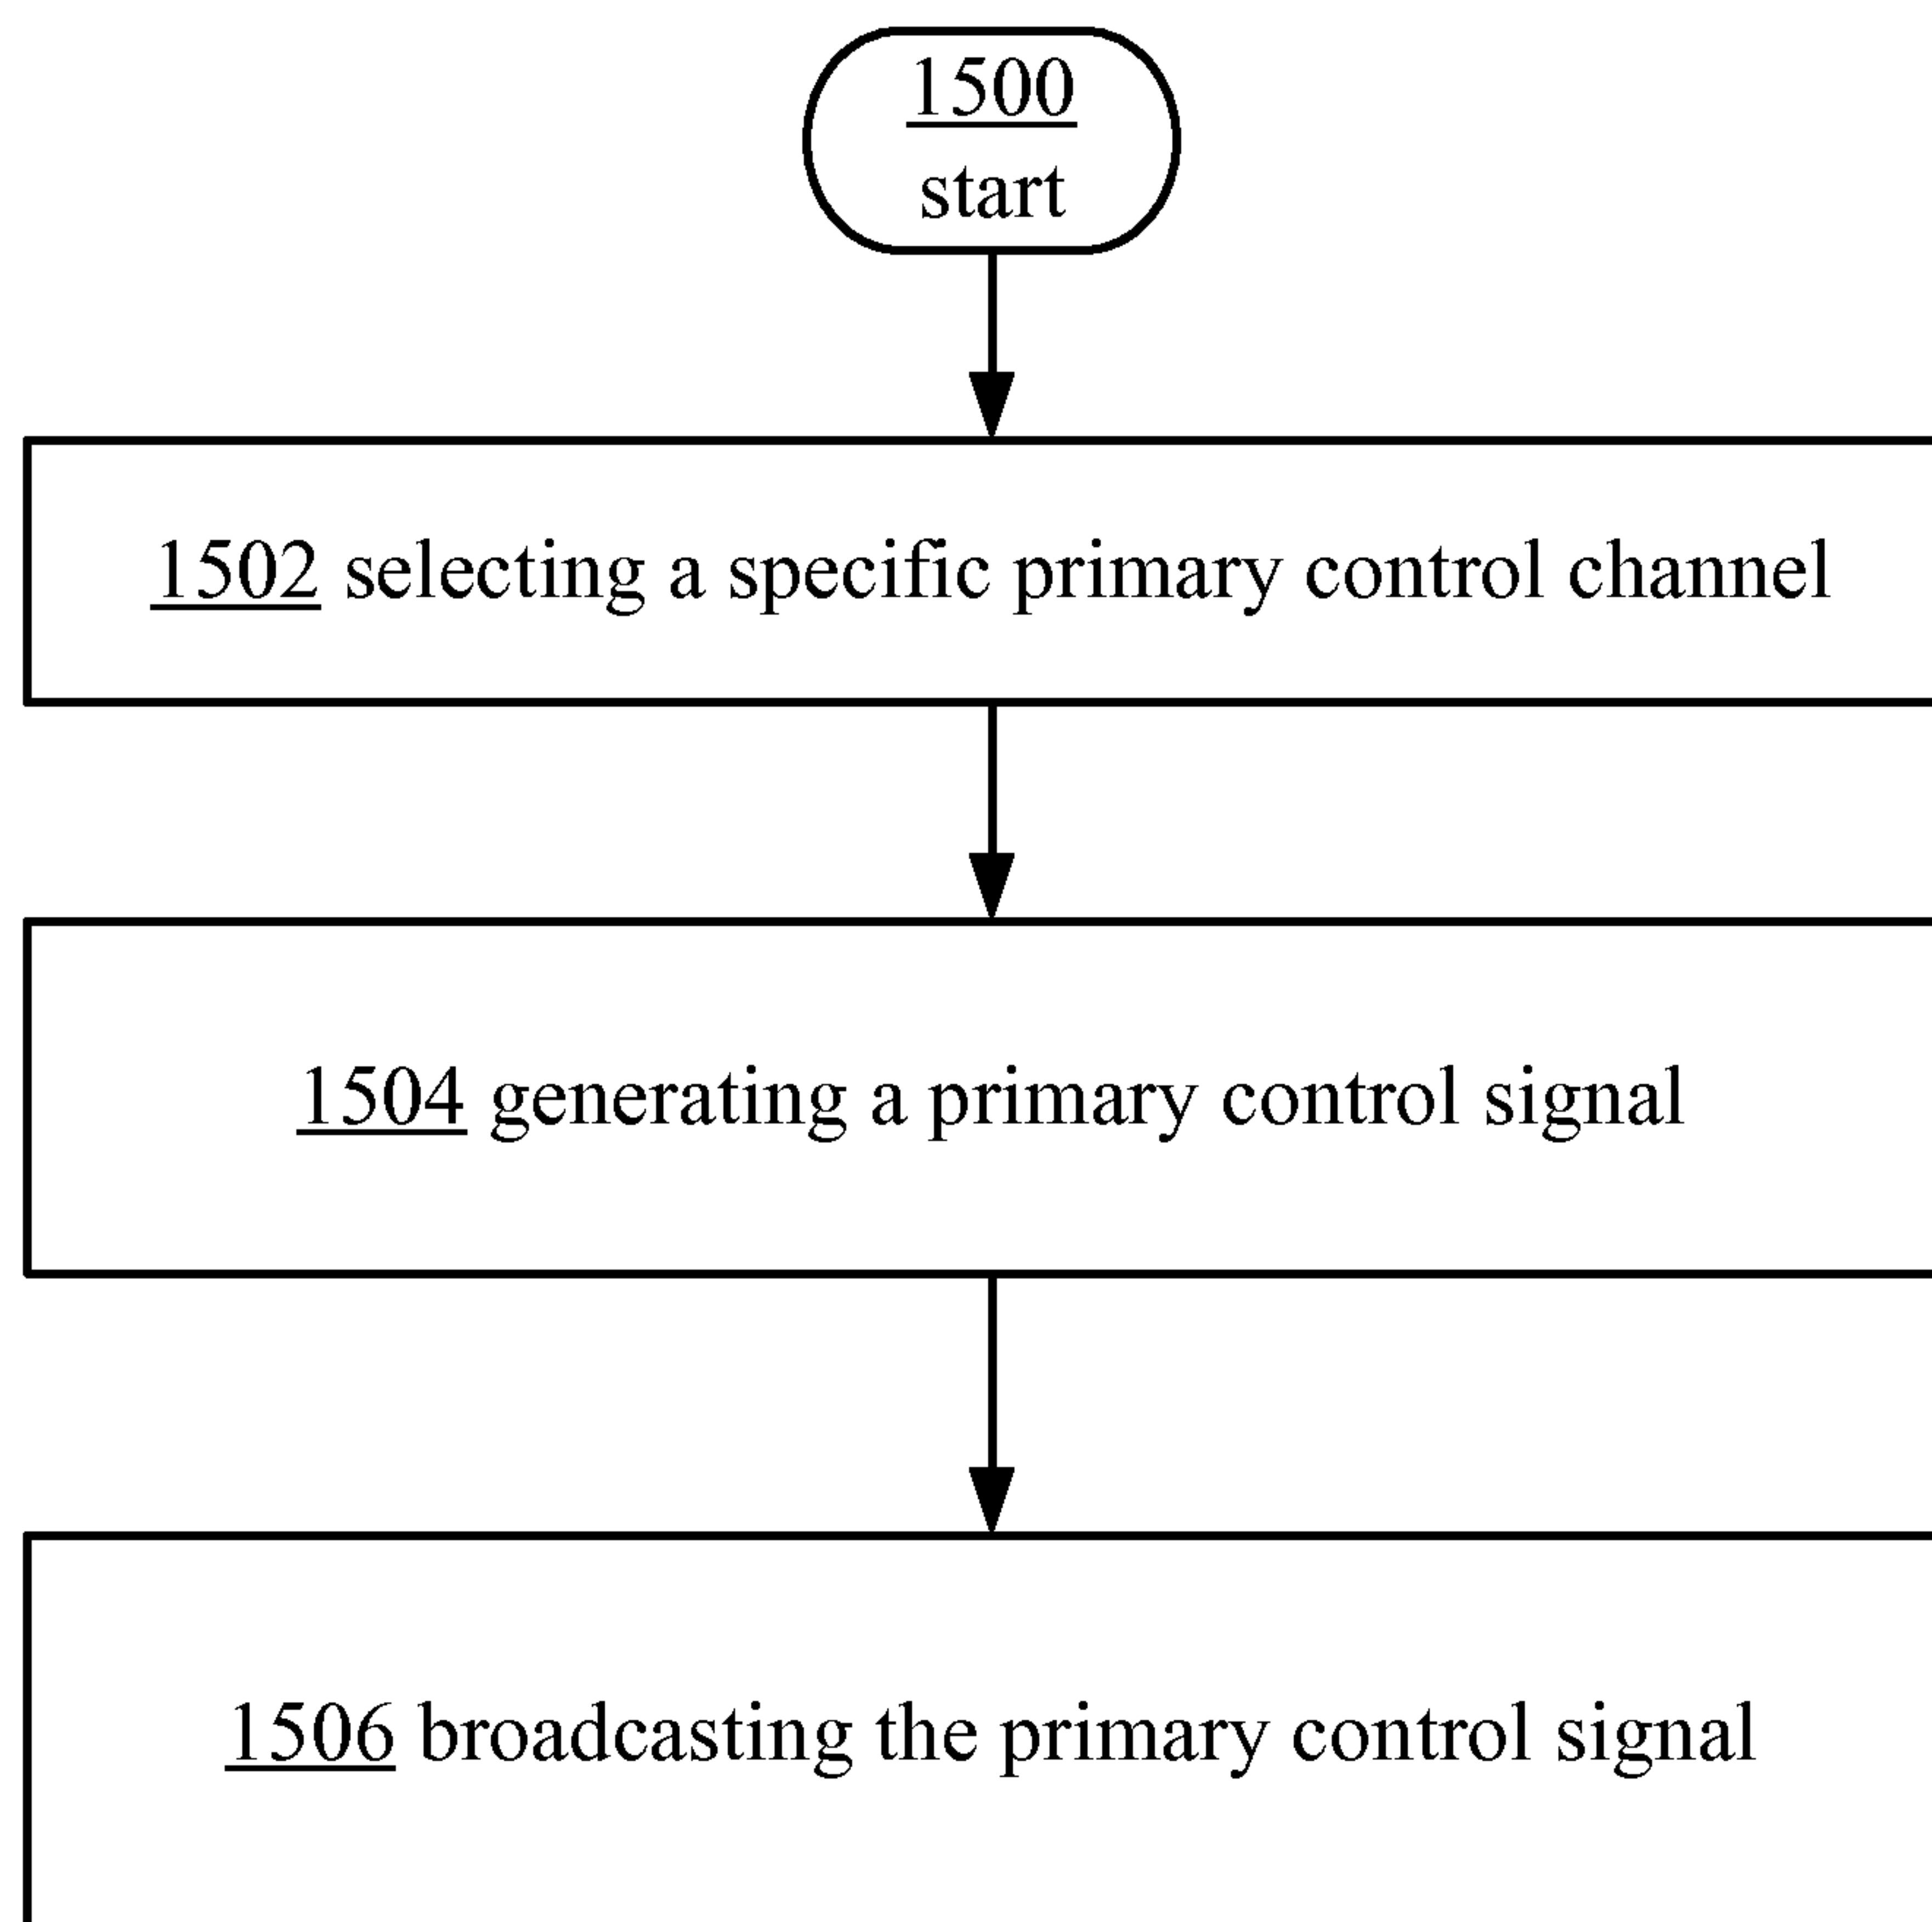 1500
start
1502 selecting a specific primary control channel
1504 generating a primary control signal
1506 broadcasting the primary control signal